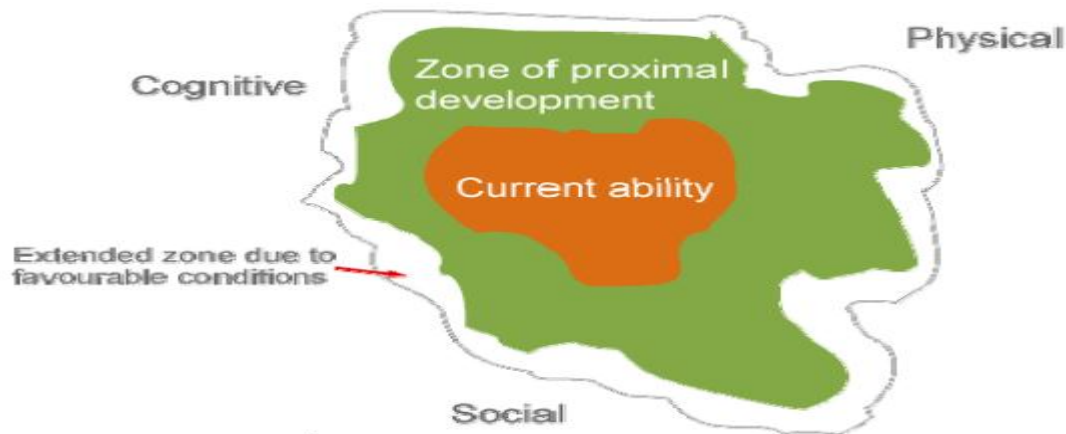 Physical
Cognitive
Zone of proximal
development
Current ability
Extended zone due to
favourable conditions
Social